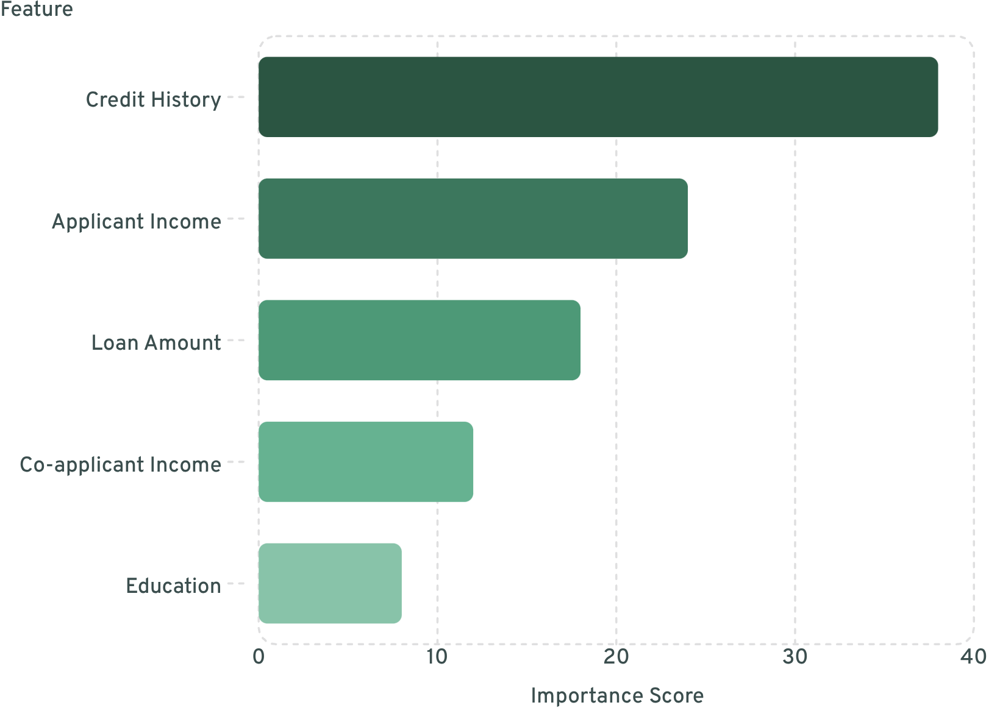 Feature
Credit History
Applicant Income
Loan Amount
Co-applicant Income
Education
0 10 20 30 40
Importance Score